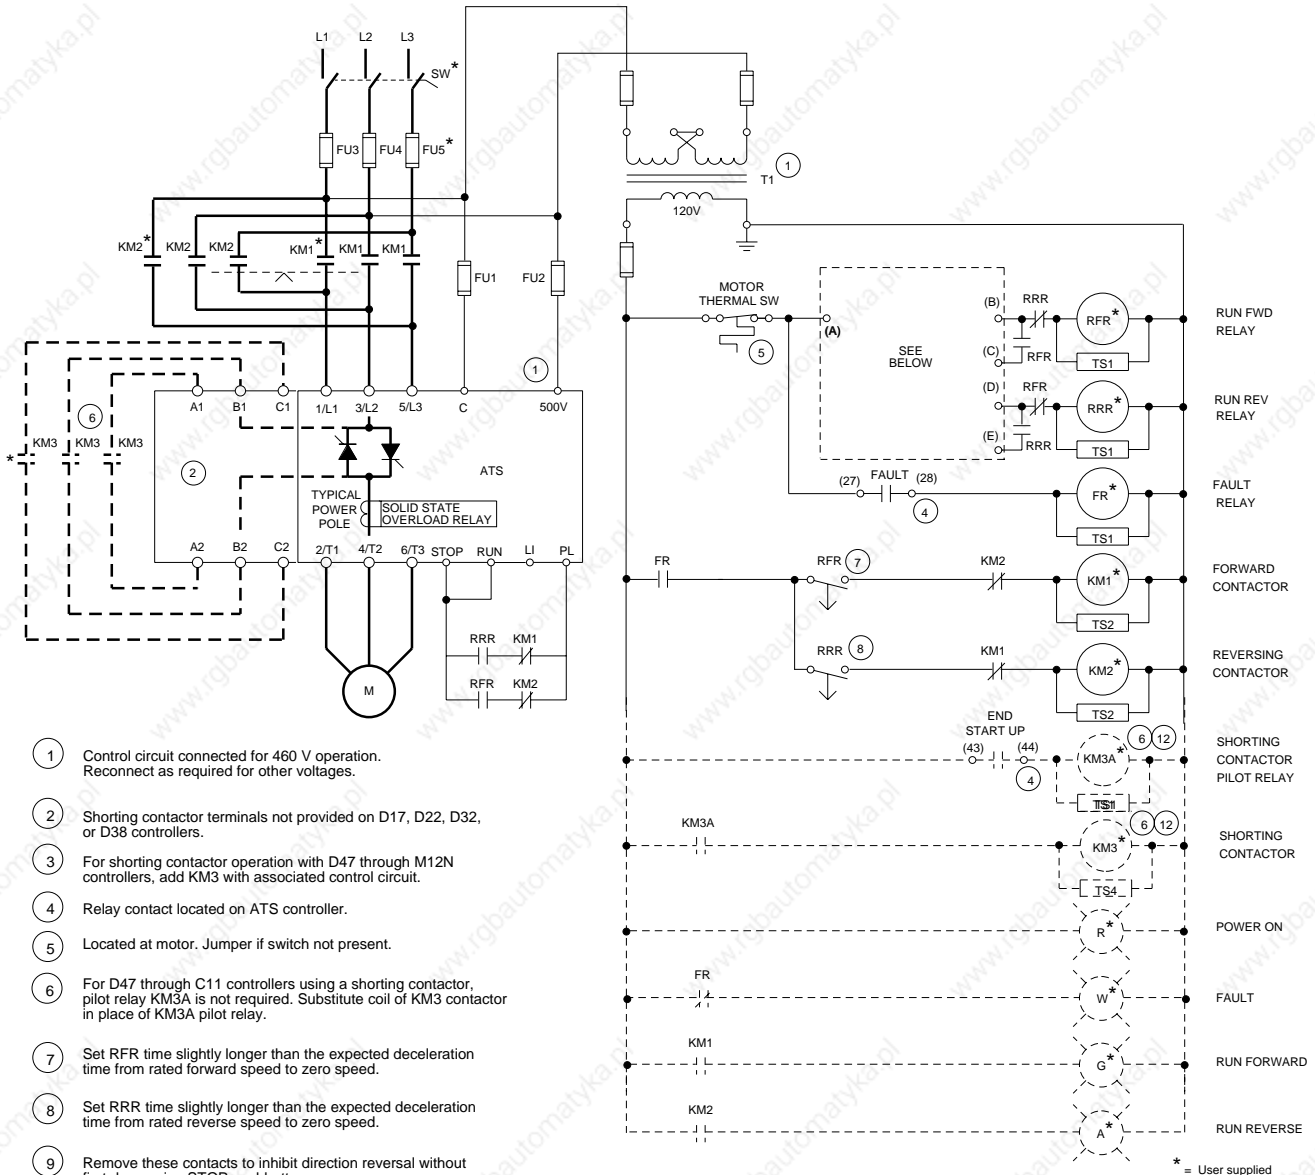 L1 L2 L3
SW*
FU3 FU4 FU5*
T1 1
120V
KM2* KM2 KM2 KM1* KM1 KM1
FU1 FU2
MOTOR
THERMAL SW
5
(A)
SEE
BELOW
(B) RRR RFR*
(C) RFR TS1
RUN FWD
RELAY
(D) RFR RRR*
(E) RRR TS1
RUN REV
RELAY
1
A1 B1 C1 1/L1 3/L2 5/L3 C 500V
6
* KM3 KM3 KM3
2
ATS
TYPICAL
POWER
POLE
SOLID STATE
OVERLOAD RELAY
A2 B2 C2 2/T1 4/T2 6/T3 STOP RUN LI PL
(27) FAULT (28)
4
FR*
TS1
FAULT
RELAY
FR RFR 7 KM2 KM1*
TS2
FORWARD
CONTACTOR
RRR KM1
RFR KM2
M
RRR 8 KM1 KM2*
TS2
REVERSING
CONTACTOR
END
START UP
(43) (44)
4
KM3A* 6 12
TS1
SHORTING
CONTACTOR
PILOT RELAY
KM3A KM3* 6 12
TS4
SHORTING
CONTACTOR
R*
POWER ON
FR W*
FAULT
KM1 G*
RUN FORWARD
KM2 A*
RUN REVERSE
* = User supplied
1 Control circuit connected for 460 V operation.
Reconnect as required for other voltages.
2 Shorting contactor terminals not provided on D17, D22, D32,
or D38 controllers.
3 For shorting contactor operation with D47 through M12N
controllers, add KM3 with associated control circuit.
4 Relay contact located on ATS controller.
5 Located at motor. Jumper if switch not present.
6 For D47 through C11 controllers using a shorting contactor,
pilot relay KM3A is not required. Substitute coil of KM3 contactor
in place of KM3A pilot relay.
7 Set RFR time slightly longer than the expected deceleration
time from rated forward speed to zero speed.
8 Set RRR time slightly longer than the expected deceleration
time from rated reverse speed to zero speed.
9 Remove these contacts to inhibit direction reversal without
www.rgbautomatyka.pl